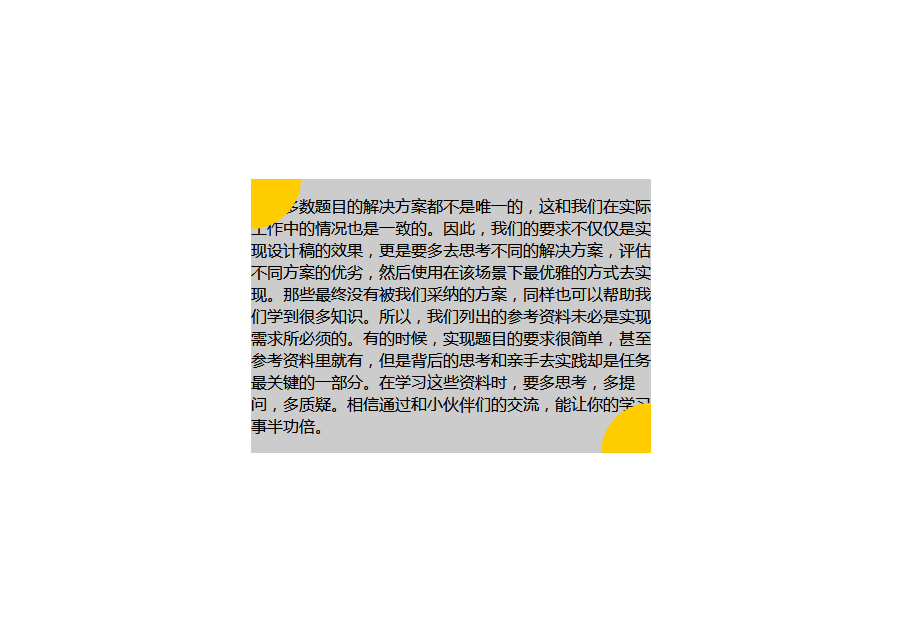 多数题目的解决方案都不是唯一的，这和我们在实际
工作中的情况也是一致的。因此，我们的要求不仅仅是实
现设计稿的效果，更是要多去思考不同的解决方案，评估
不同方案的优劣，然后使用在该场景下最优雅的方式去实
现。那些最终没有被我们采纳的方案，同样也可以帮助我
们学到很多知识。所以，我们列出的参考资料未必是实现
需求所必须的。有的时候，实现题目的要求很简单，甚至
参考资料里就有，但是背后的思考和亲手去实践却是任务
最关键的一部分。在学习这些资料时，要多思考，多提
问，多质疑。相信通过和小伙伴们的交流，能让你的学习
事半功倍。